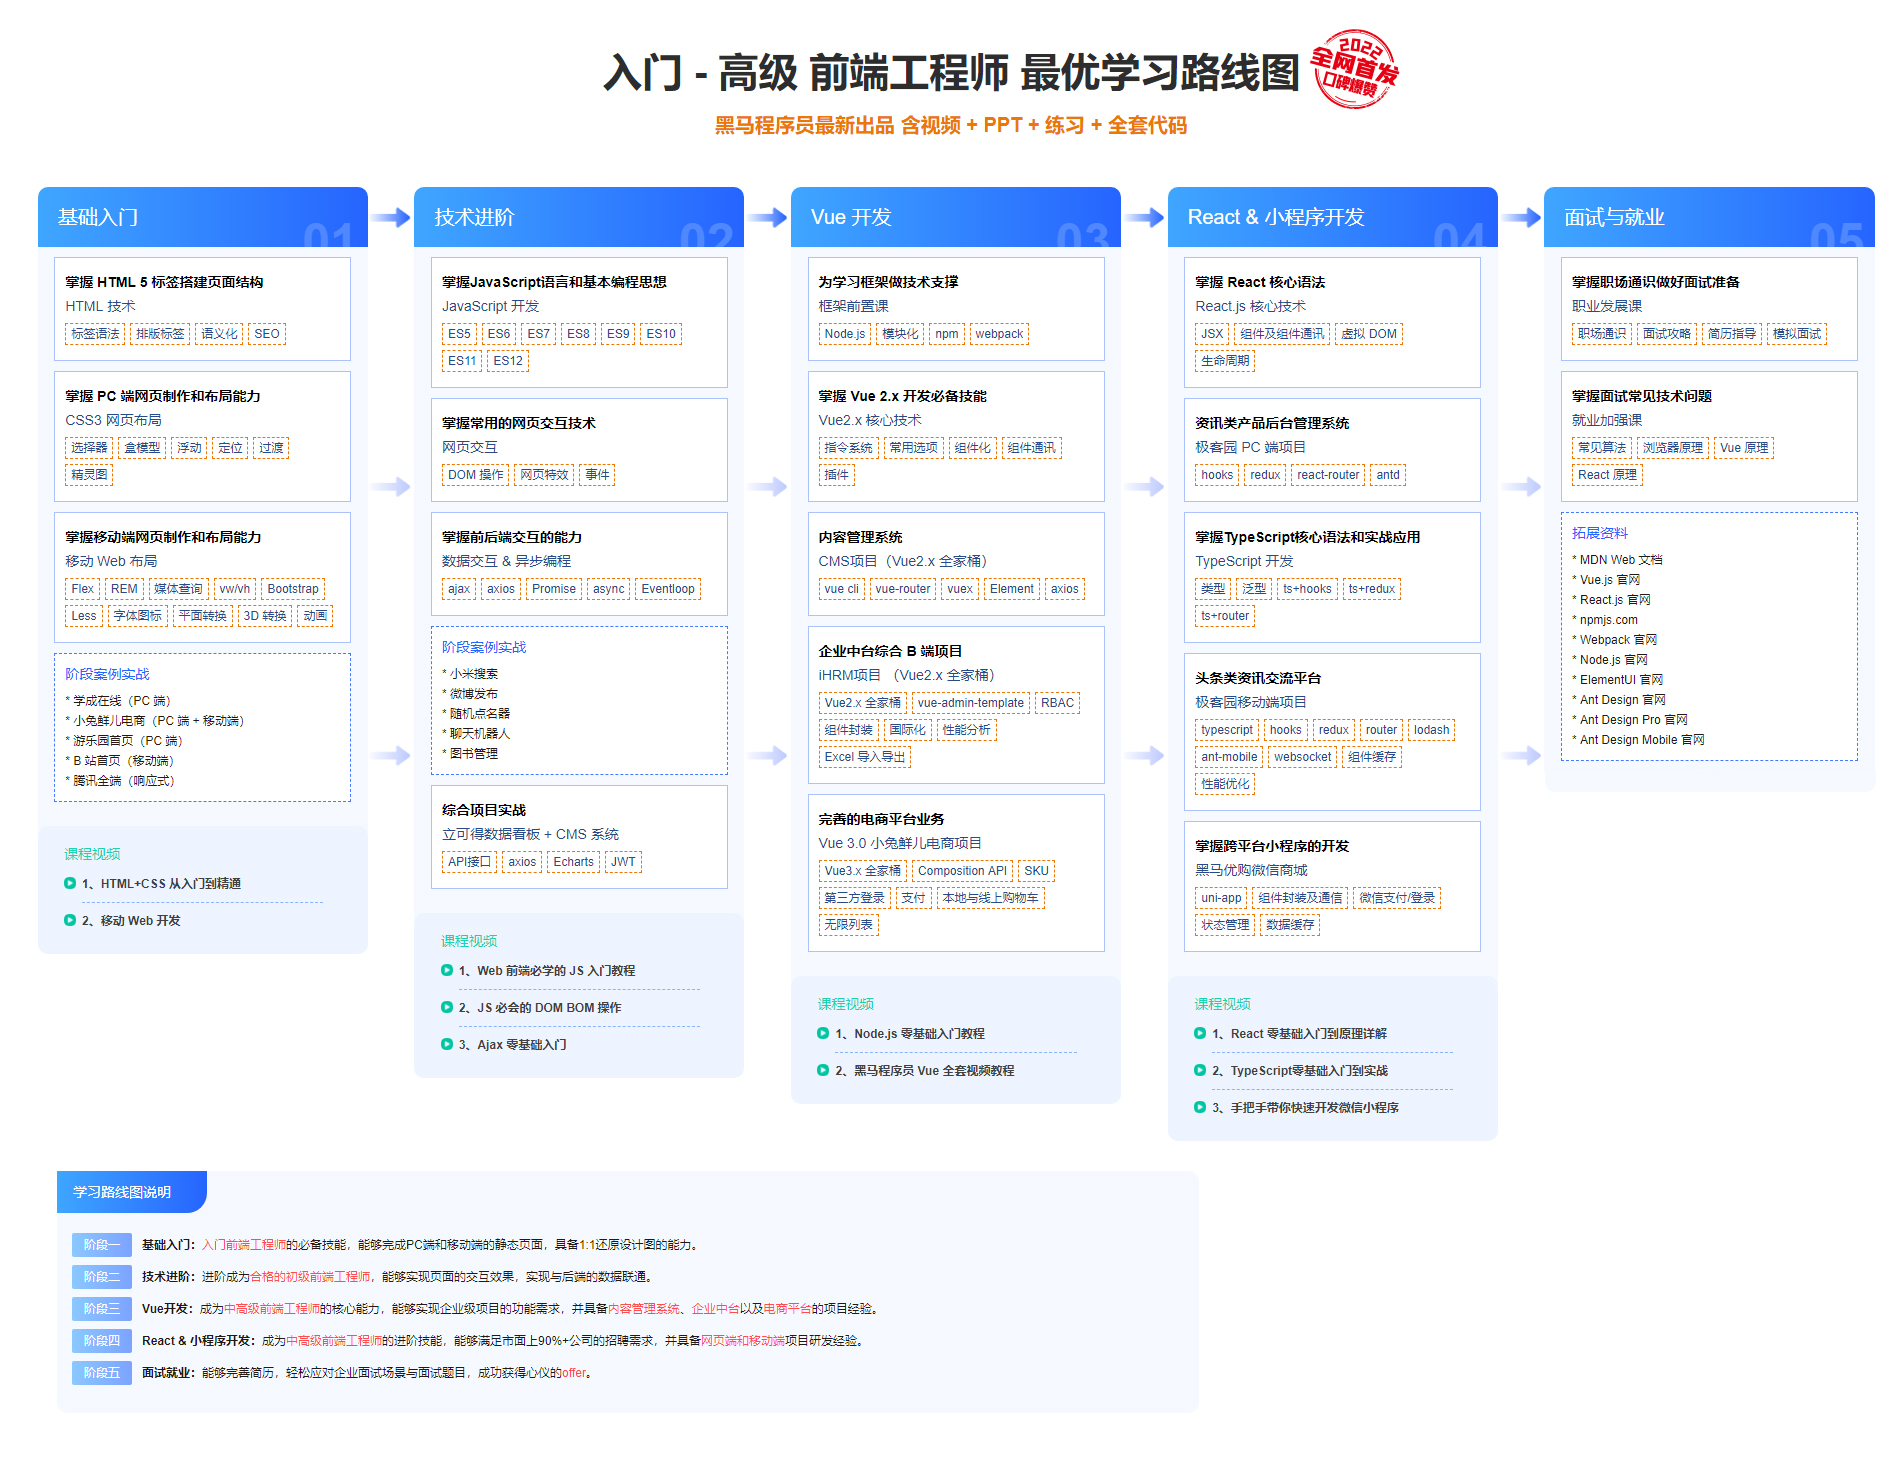 入门 - 高级 前端工程师 最优学习路线图
2022
全网首发
口碑爆赞
黑马程序员最新出品 含视频 + PPT + 练习 + 全套代码
基础入门
01
掌握 HTML 5 标签搭建页面结构
HTML 技术
标签语法 排版标签 语义化 SEO
掌握 PC 端网页制作和布局能力
CSS3 网页布局
选择器 盒模型 浮动 定位 过渡
精灵图
掌握移动端网页制作和布局能力
移动 Web 布局
Flex REM 媒体查询 vw/vh Bootstrap
Less 字体图标 平面转换 3D 转换 动画
阶段案例实战
* 学成在线（PC 端）
* 小兔鲜儿电商（PC 端 + 移动端）
* 游乐园首页（PC 端）
* B 站首页（移动端）
* 腾讯全端（响应式）
课程视频
1、HTML+CSS 从入门到精通
2、移动 Web 开发
技术进阶
02
掌握JavaScript语言和基本编程思想
JavaScript 开发
ES5 ES6 ES7 ES8 ES9 ES10
ES11 ES12
掌握常用的网页交互技术
网页交互
DOM 操作 网页特效 事件
掌握前后端交互的能力
数据交互 & 异步编程
ajax axios Promise async Eventloop
阶段案例实战
* 小米搜索
* 微博发布
* 随机点名器
* 聊天机器人
* 图书管理
综合项目实战
立可得数据看板 + CMS 系统
API接口 axios Echarts JWT
课程视频
1、Web 前端必学的 JS 入门教程
2、JS 必会的 DOM BOM 操作
3、Ajax 零基础入门
Vue 开发
03
为学习框架做技术支撑
框架前置课
Node.js 模块化 npm webpack
掌握 Vue 2.x 开发必备技能
Vue2.x 核心技术
指令系统 常用选项 组件化 组件通讯
插件
内容管理系统
CMS项目（Vue2.x 全家桶）
vue cli vue-router vuex Element axios
企业中台综合 B 端项目
iHRM项目 （Vue2.x 全家桶）
Vue2.x 全家桶 vue-admin-template RBAC
组件封装 国际化 性能分析
Excel 导入导出
完善的电商平台业务
Vue 3.0 小兔鲜儿电商项目
Vue3.x 全家桶 Composition API SKU
第三方登录 支付 本地与线上购物车
无限列表
课程视频
1、Node.js 零基础入门教程
2、黑马程序员 Vue 全套视频教程
React & 小程序开发
04
掌握 React 核心语法
React.js 核心技术
JSX 组件及组件通讯 虚拟 DOM
生命周期
资讯类产品后台管理系统
极客园 PC 端项目
hooks redux react-router antd
掌握TypeScript核心语法和实战应用
TypeScript 开发
类型 泛型 ts+hooks ts+redux
ts+router
头条类资讯交流平台
极客园移动端项目
typescript hooks redux router lodash
ant-mobile websocket 组件缓存
性能优化
掌握跨平台小程序的开发
黑马优购微信商城
uni-app 组件封装及通信 微信支付/登录
状态管理 数据缓存
课程视频
1、React 零基础入门到原理详解
2、TypeScript零基础入门到实战
3、手把手带你快速开发微信小程序
面试与就业
05
掌握职场通识做好面试准备
职业发展课
职场通识 面试攻略 简历指导 模拟面试
掌握面试常见技术问题
就业加强课
常见算法 浏览器原理 Vue 原理
React 原理
拓展资料
* MDN Web 文档
* Vue.js 官网
* React.js 官网
* npmjs.com
* Webpack 官网
* Node.js 官网
* ElementUI 官网
* Ant Design 官网
* Ant Design Pro 官网
* Ant Design Mobile 官网
学习路线图说明
阶段一 基础入门：入门前端工程师的必备技能，能够完成PC端和移动端的静态页面，具备1:1还原设计图的能力。
阶段二 技术进阶：进阶成为合格的初级前端工程师，能够实现页面的交互效果，实现与后端的数据联通。
阶段三 Vue开发：成为中高级前端工程师的核心能力，能够实现企业级项目的功能需求，并具备内容管理系统、企业中台以及电商平台的项目经验。
阶段四 React & 小程序开发：成为中高级前端工程师的进阶技能，能够满足市面上90%+公司的招聘需求，并具备网页端和移动端项目研发经验。
阶段五 面试就业：能够完善简历，轻松应对企业面试场景与面试题目，成功获得心仪的offer。